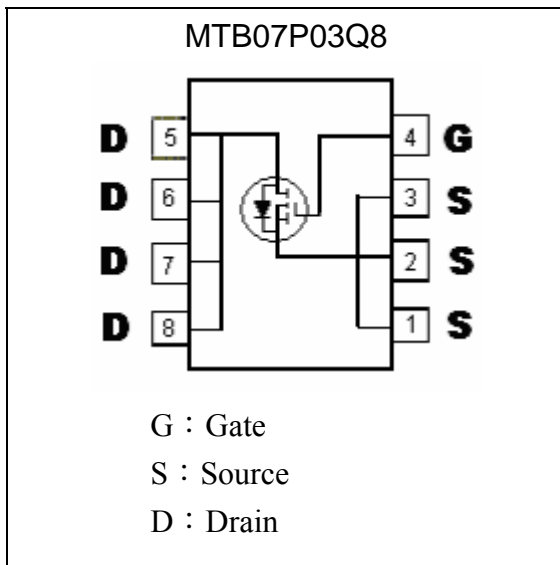 MTB07P03Q8
D 5 4 G
D 6 3 S
D 7 2 S
D 8 1 S
G：Gate
S：Source
D：Drain